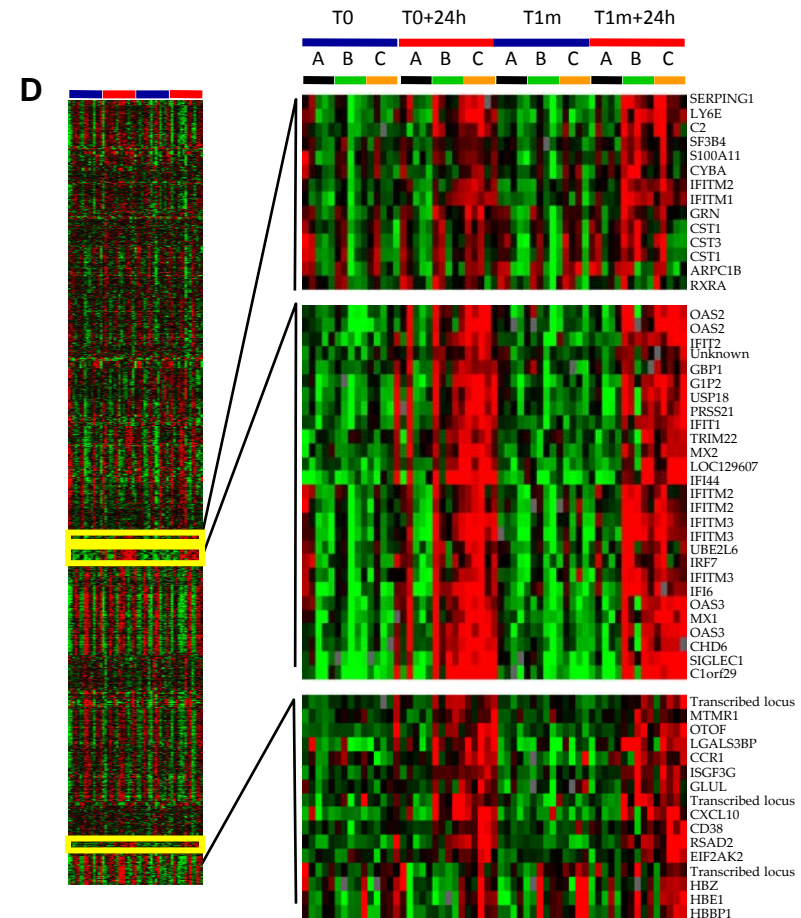 T0 T0+24h T1m T1m+24h
A B C A B C A B C A B C
D
SERPING1
LY6E
C2
SF3B4
S100A11
CYBA
IFITM2
IFITM1
GRN
CST1
CST3
CST1
ARPC1B
RXRA
OAS2
OAS2
IFIT2
Unknown
GBP1
G1P2
USP18
PRSS21
IFIT1
TRIM22
MX2
LOC129607
IFI44
IFITM2
IFITM2
IFITM3
IFITM3
UBE2L6
IRF7
IFITM3
IFI6
OAS3
MX1
OAS3
CHD6
SIGLEC1
C1orf29
Transcribed locus
MTMR1
OTOF
LGALS3BP
CCR1
ISGF3G
GLUL
Transcribed locus
CXCL10
CD38
RSAD2
EIF2AK2
Transcribed locus
HBZ
HBE1
HBBP1